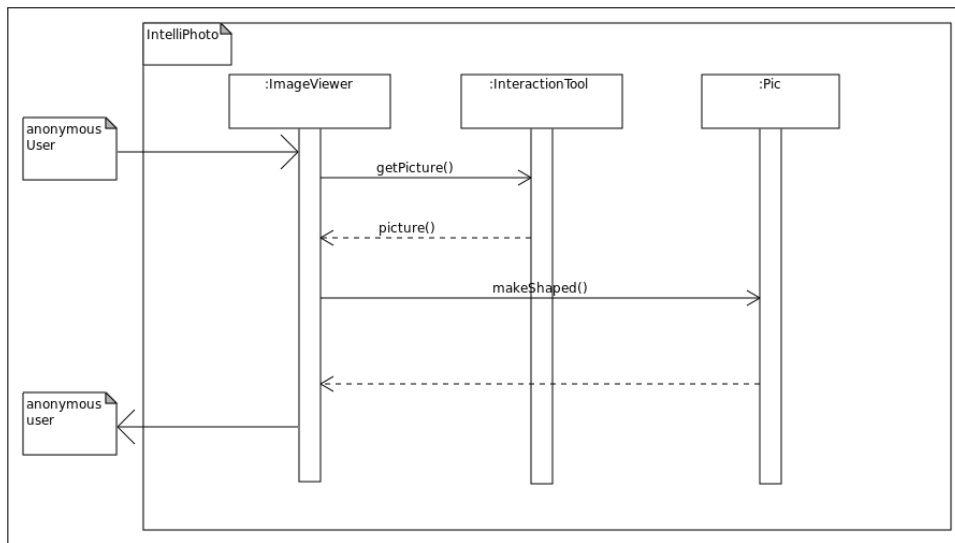 IntelliPhoto
:ImageViewer
:InteractionTool
:Pic
anonymous
User
getPicture()
picture()
makeShaped()
anonymous
user